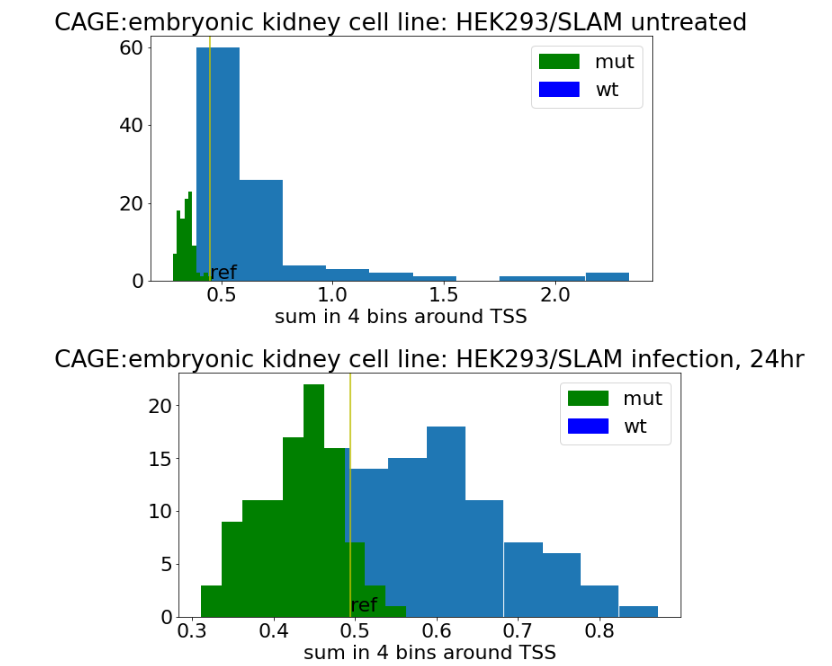 CAGE:embryonic kidney cell line: HEK293/SLAM untreated
60
40
20
0
mut
wt
ref
0.5 1.0 1.5 2.0
sum in 4 bins around TSS
CAGE:embryonic kidney cell line: HEK293/SLAM infection, 24hr
20
15
10
5
0
mut
wt
ref
0.3 0.4 0.5 0.6 0.7 0.8
sum in 4 bins around TSS